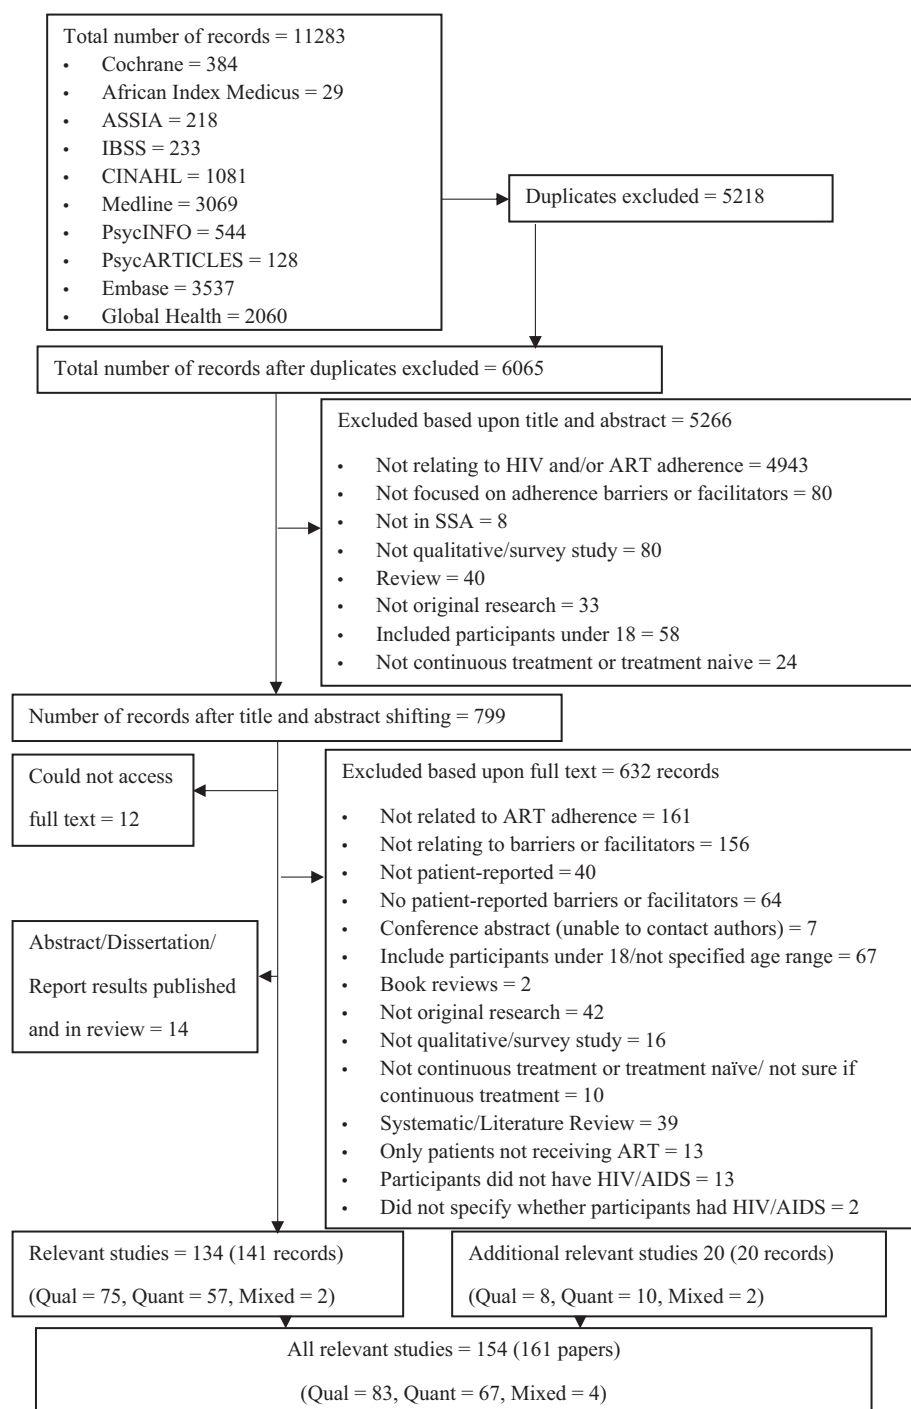 Total number of records = 11283
• Cochrane = 384
• African Index Medicus = 29
• ASSIA = 218
• IBSS = 233
• CINAHL = 1081
• Medline = 3069
• PsycINFO = 544
• PsycARTICLES = 128
• Embase = 3537
• Global Health = 2060
Duplicates excluded = 5218
Total number of records after duplicates excluded = 6065
Excluded based upon title and abstract = 5266
• Not relating to HIV and/or ART adherence = 4943
• Not focused on adherence barriers or facilitators = 80
• Not in SSA = 8
• Not qualitative/survey study = 80
• Review = 40
• Not original research = 33
• Included participants under 18 = 58
• Not continuous treatment or treatment naive = 24
Number of records after title and abstract shifting = 799
Could not access
full text = 12
Excluded based upon full text = 632 records
• Not related to ART adherence = 161
• Not relating to barriers or facilitators = 156
• Not patient-reported = 40
• No patient-reported barriers or facilitators = 64
• Conference abstract (unable to contact authors) = 7
• Include participants under 18/not specified age range = 67
• Book reviews = 2
• Not original research = 42
• Not qualitative/survey study = 16
• Not continuous treatment or treatment naïve/ not sure if
continuous treatment = 10
• Systematic/Literature Review = 39
• Only patients not receiving ART = 13
• Participants did not have HIV/AIDS = 13
• Did not specify whether participants had HIV/AIDS = 2
Abstract/Dissertation/
Report results published
and in review = 14
Relevant studies = 134 (141 records)
(Qual = 75, Quant = 57, Mixed = 2)
Additional relevant studies 20 (20 records)
(Qual = 8, Quant = 10, Mixed = 2)
All relevant studies = 154 (161 papers)
(Qual = 83, Quant = 67, Mixed = 4)